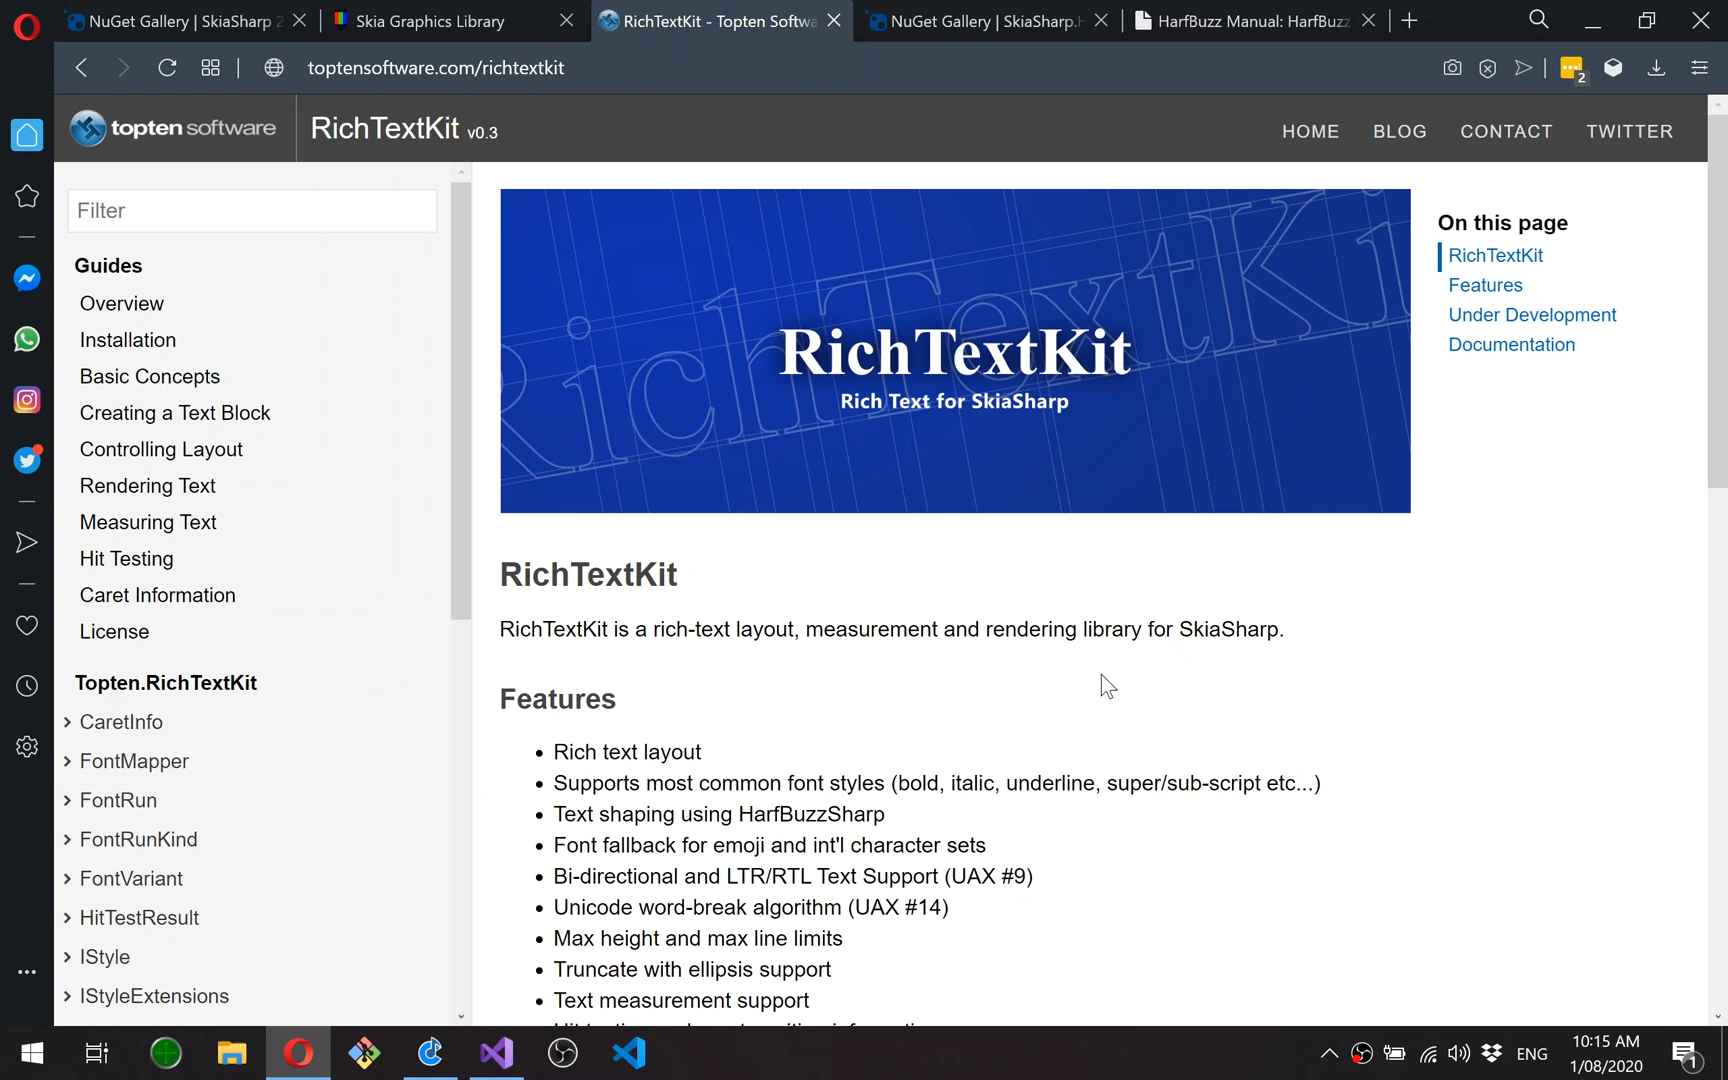 NuGet Gallery | SkiaSharp 2
Skia Graphics Library
RichTextKit - Topten Softwa
NuGet Gallery | SkiaSharp.H
HarfBuzz Manual: HarfBuzz
toptensoftware.com/richtextkit
2
topten software
RichTextKit v0.3
HOME
BLOG
CONTACT
TWITTER
Filter
Guides
Overview
Installation
Basic Concepts
Creating a Text Block
Controlling Layout
Rendering Text
Measuring Text
Hit Testing
Caret Information
License
Topten.RichTextKit
CaretInfo
FontMapper
FontRun
FontRunKind
FontVariant
HitTestResult
IStyle
IStyleExtensions
RichTextKit
RichTextKit
Rich Text for SkiaSharp
RichTextKit
RichTextKit is a rich-text layout, measurement and rendering library for SkiaSharp.
Features
• Rich text layout
• Supports most common font styles (bold, italic, underline, super/sub-script etc...)
• Text shaping using HarfBuzzSharp
• Font fallback for emoji and int'l character sets
• Bi-directional and LTR/RTL Text Support (UAX #9)
• Unicode word-break algorithm (UAX #14)
• Max height and max line limits
• Truncate with ellipsis support
• Text measurement support
On this page
RichTextKit
Features
Under Development
Documentation
ENG
10:15 AM
1/08/2020
1